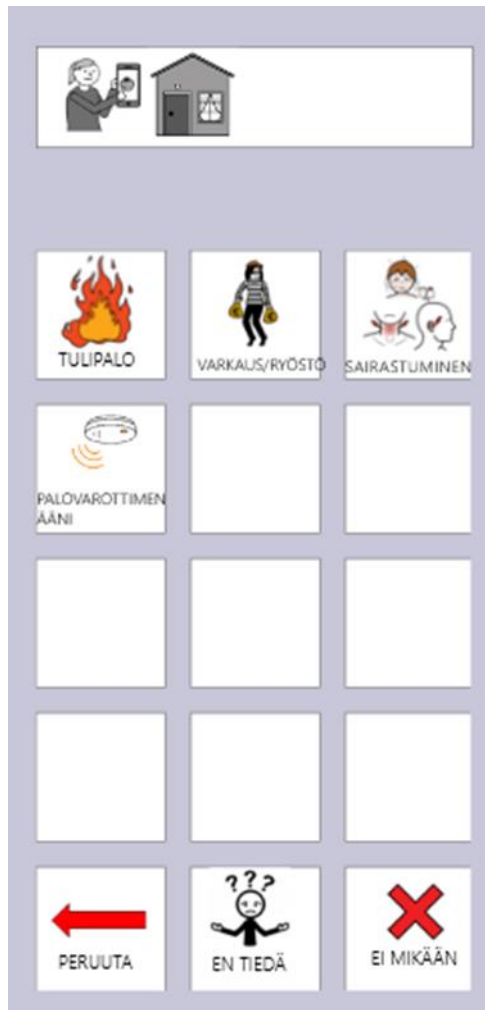 TULIPALO
VARKAUS/RYÖSTÖ
SAIRASTUMINEN
PALOVAROTTIMEN
ÄÄNI
???
PERUUTA
EN TIEDÄ
EI MIKÄÄN